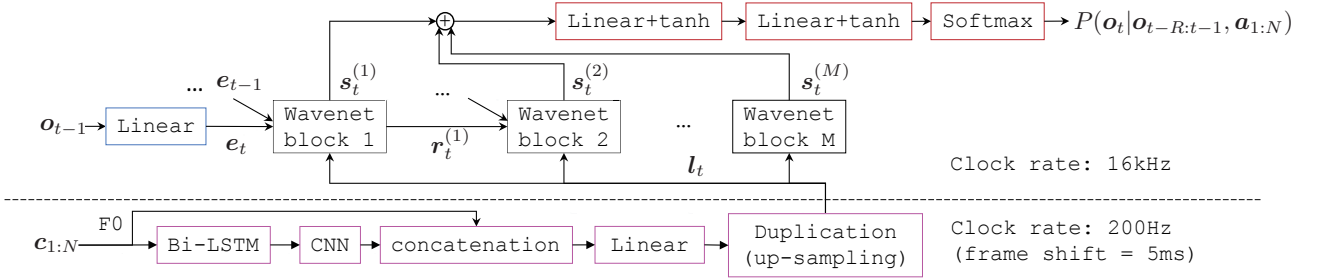 Linear+tanh Linear+tanh Softmax P(o_t|o_{t-R:t-1}, a_{1:N})
s_t^{(1)} s_t^{(2)} s_t^{(M)}
... e_{t-1} ...
o_{t-1} Linear e_t Wavenet block 1 r_t^{(1)} Wavenet block 2 ... Wavenet block M
l_t Clock rate: 16kHz
F0
c_{1:N} Bi-LSTM CNN concatenation Linear Duplication (up-sampling)
Clock rate: 200Hz
(frame shift = 5ms)